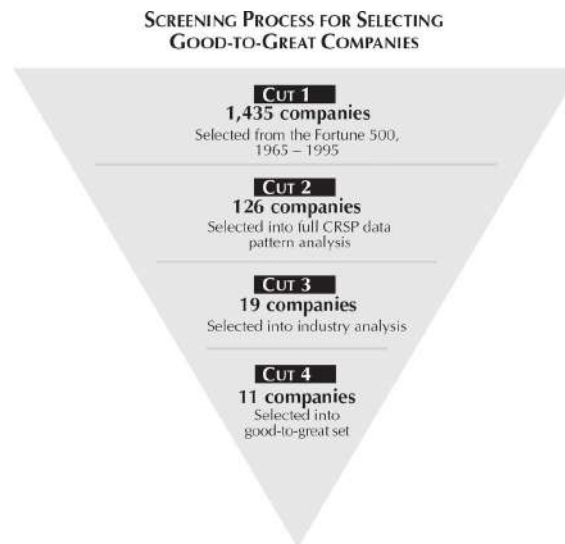 SCREENING PROCESS FOR SELECTING
GOOD-TO-GREAT COMPANIES
CUT 1
1,435 companies
Selected from the Fortune 500,
1965 – 1995
CUT 2
126 companies
Selected into full CRSP data
pattern analysis
CUT 3
19 companies
Selected into industry analysis
CUT 4
11 companies
Selected into
good-to-great set